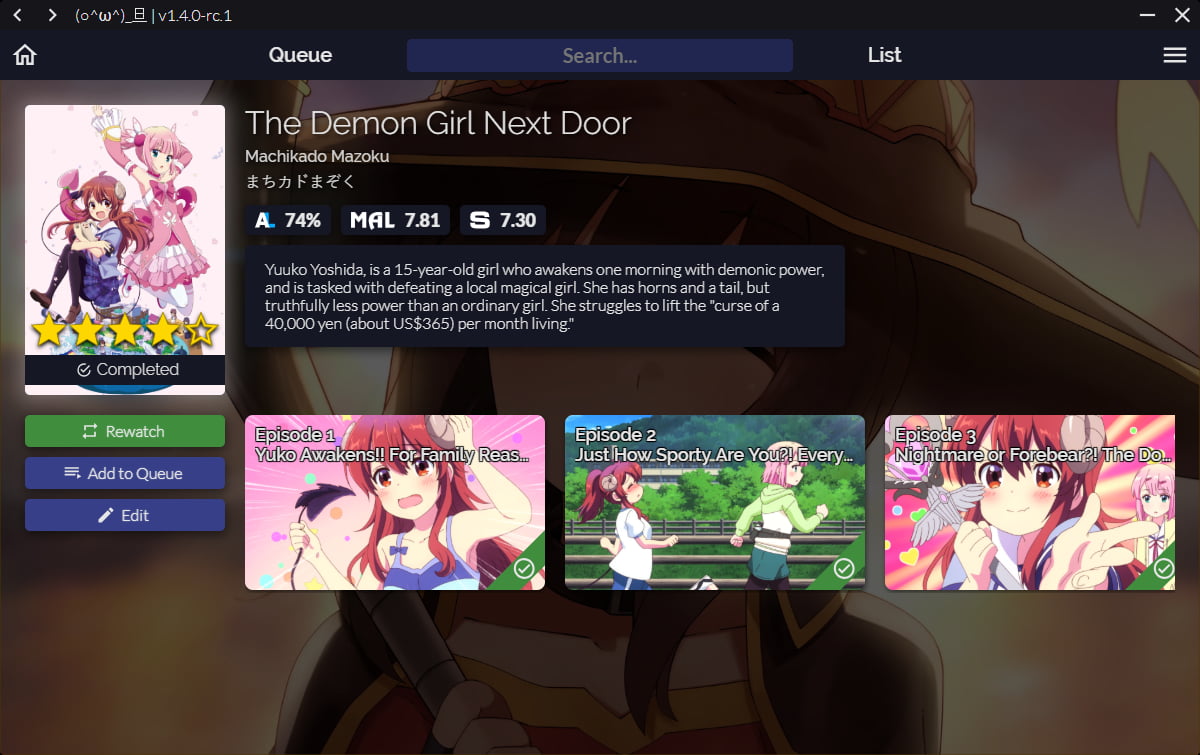 (о^ω^)_旦 | v1.4.0-rc.1
Queue
Search...
List
The Demon Girl Next Door
Machikado Mazoku
まちカドまぞく
AL 74%
MAL 7.81
S 7.30
Yuuko Yoshida, is a 15-year-old girl who awakens one morning with demonic power,
and is tasked with defeating a local magical girl. She has horns and a tail, but
truthfully less power than an ordinary girl. She struggles to lift the "curse of a
40,000 yen (about US$365) per month living."
Completed
Rewatch
Add to Queue
Edit
Episode 1
Yuko Awakens!! For Family Reas...
Episode 2
Just How Sporty Are You?! Every...
Episode 3
Nightmare or Forebear?! The Do...